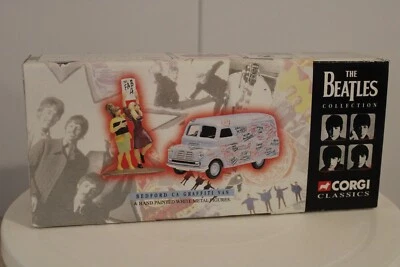 THE
BEATLES
COLLECTION
BEDFORD CA GRAFFITI VAN
& HAND PAINTED WHITE METAL FIGURES
CORGI
CLASSICS